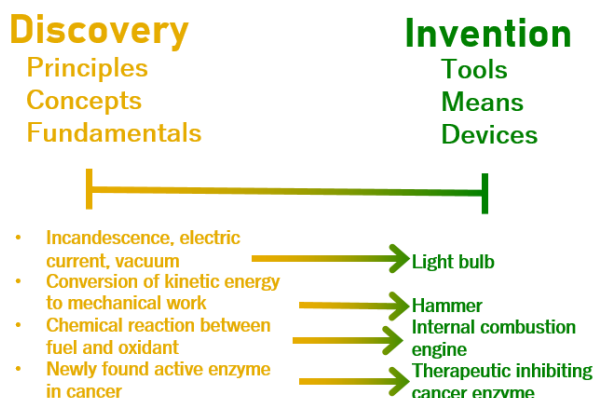 Discovery
Principles
Concepts
Fundamentals
Invention
Tools
Means
Devices
• Incandescence, electric
current, vacuum
Light bulb
• Conversion of kinetic energy
to mechanical work
Hammer
• Chemical reaction between
fuel and oxidant
Internal combustion
engine
• Newly found active enzyme
in cancer
Therapeutic inhibiting
cancer enzyme